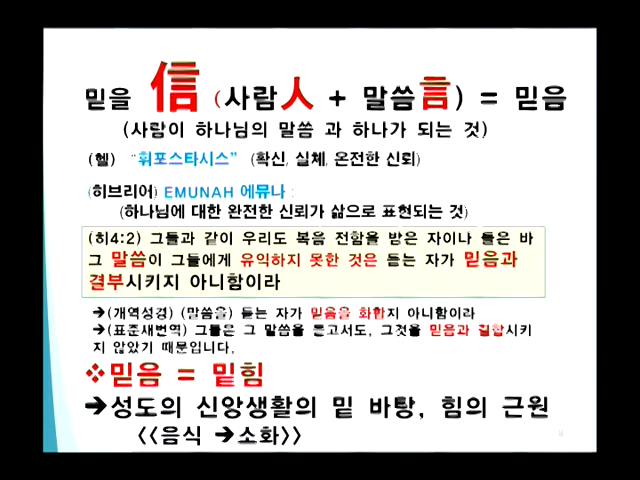 믿을 信 (사람人 + 말씀言) = 믿음
(사람이 하나님의 말씀 과 하나가 되는 것)
(헬) "휘포스타시스" (확신, 실체, 온전한 신뢰)
(히브리어) EMUNAH 에뮤나 :
(하나님에 대한 완전한 신뢰가 삶으로 표현되는 것)
(히4:2) 그들과 같이 우리도 복음 전함을 받은 자이나 들은 바
그 말씀이 그들에게 유익하지 못한 것은 듣는 자가 믿음과
결부시키지 아니함이라
➔(개역성경) (말씀을) 듣는 자가 믿음을 화합지 아니함이라
➔(표준새번역) 그들은 그 말씀을 듣고서도, 그것을 믿음과 결합시키
지 않았기 때문입니다.
❖믿음 = 밑힘
➔성도의 신앙생활의 밑 바탕, 힘의 근원
<<음식 ➔소화>>